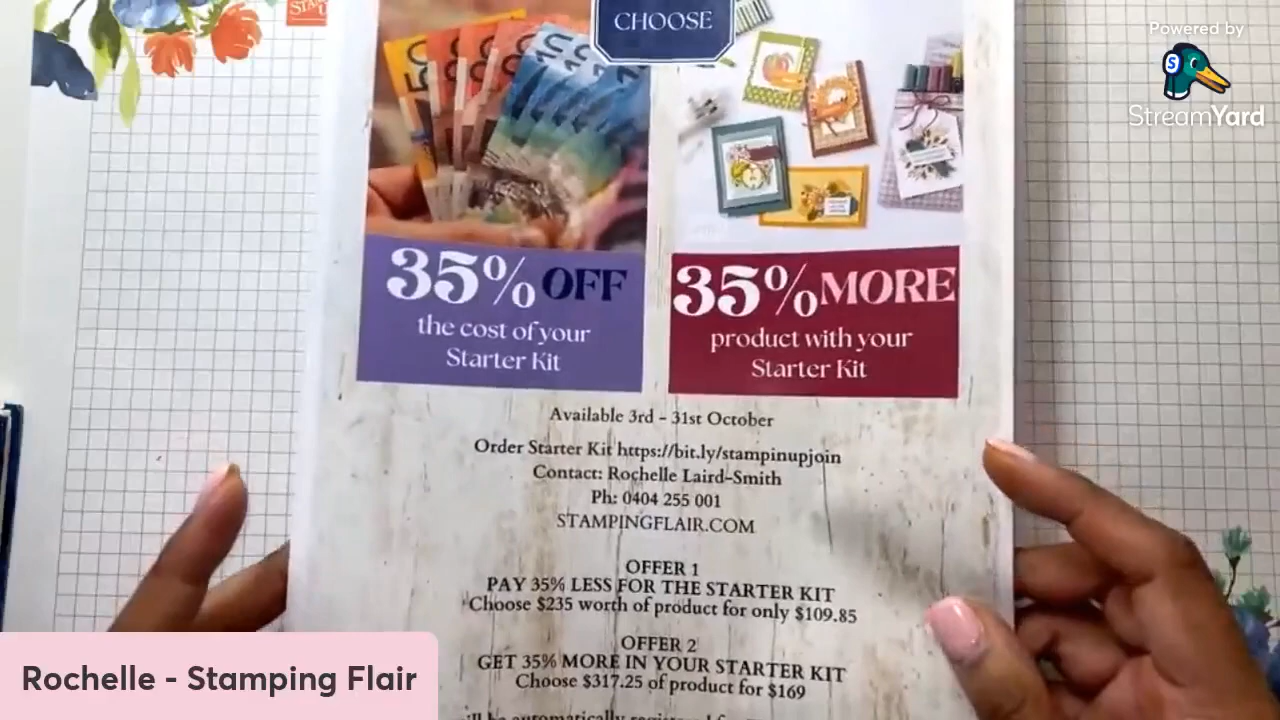 Powered by
StreamYard
CHOOSE
35% OFF
the cost of your
Starter Kit
35% MORE
product with your
Starter Kit
Available 3rd - 31st October
Order Starter Kit https://bit.ly/stampinupjoin
Contact: Rochelle Laird-Smith
Ph: 0404 255 001
STAMPINGFLAIR.COM
OFFER 1
PAY 35% LESS FOR THE STARTER KIT
Choose $235 worth of product for only $109.85
OFFER 2
GET 35% MORE IN YOUR STARTER KIT
Choose $317.25 of product for $169
Rochelle - Stamping Flair